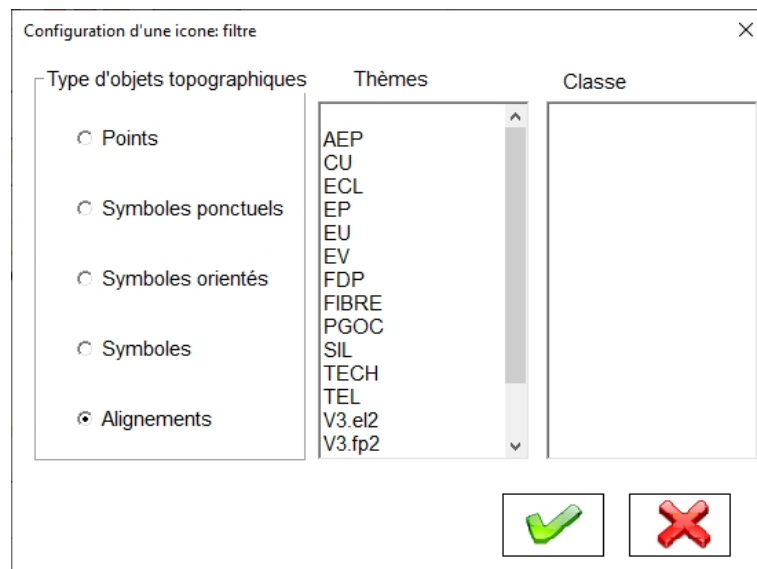 Configuration d'une icone: filtre
Type d'objets topographiques
Points
Symboles ponctuels
Symboles orientés
Symboles
Alignements
Thèmes
AEP
CU
ECL
EP
EU
EV
FDP
FIBRE
PGOC
SIL
TECH
TEL
V3.el2
V3.fp2
Classe